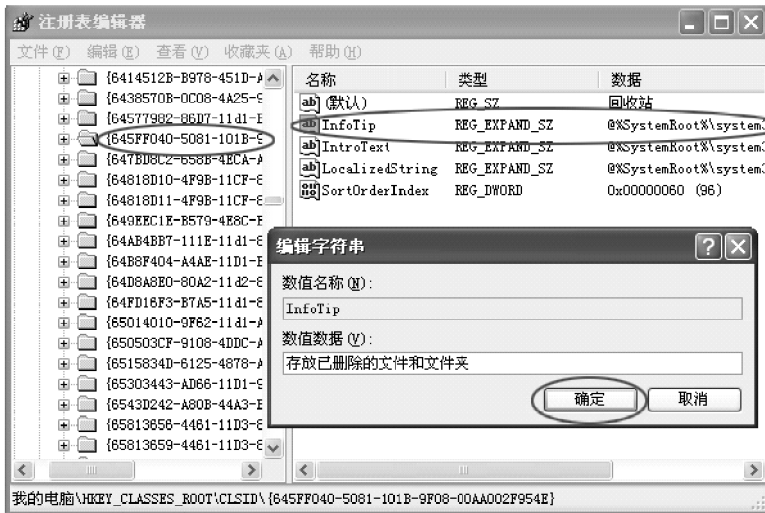 注册表编辑器
文件(F) 编辑(E) 查看(V) 收藏夹(A) 帮助(H)
{6414512B-B978-451D-A
{6438570B-0C08-4A25-9
{64577982-86D7-11d1-B
{645FF040-5081-101B-9
{647BD8C2-658B-4ECA-A
{64818D10-4F9B-11CF-8
{64818D11-4F9B-11CF-8
{649EEC1E-B579-4E8C-B
{64AB4BB7-111E-11d1-8
{64B8F404-A4AE-11D1-B
{64D8A8E0-80A2-11d2-8
{64FD16F3-B7A5-11d1-8
{65014010-9F62-11d1-A
{650503CF-9108-4DDC-A
{6515834D-6125-4878-A
{65303443-AD66-11D1-9
{6543D242-A80B-44A3-B
{65813656-4461-11D3-8
{65813659-4461-11D3-8
名称 类型 数据
(默认) REG_SZ 回收站
InfoTip REG_EXPAND_SZ @%SystemRoot%\system3
IntroText REG_EXPAND_SZ @%SystemRoot%\system3
LocalizedString REG_EXPAND_SZ @%SystemRoot%\system3
SortOrderIndex REG_DWORD 0x00000060 (96)
编辑字符串
数值名称(N):
InfoTip
数值数据(V):
存放已删除的文件和文件夹
确定 取消
我的电脑\HKEY_CLASSES_ROOT\CLSID\{645FF040-5081-101B-9F08-00AA002F954E}